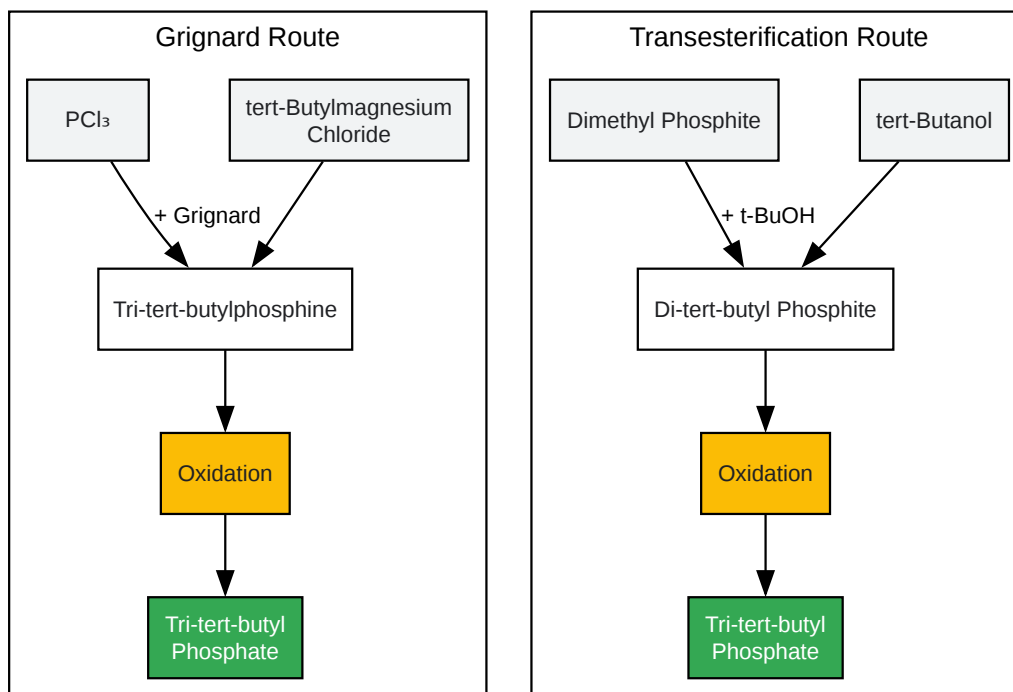 Grignard Route
PCl₃
tert-Butylmagnesium
Chloride
+ Grignard
Tri-tert-butylphosphine
Oxidation
Tri-tert-butyl
Phosphate
Transesterification Route
Dimethyl Phosphite
tert-Butanol
+ t-BuOH
Di-tert-butyl Phosphite
Oxidation
Tri-tert-butyl
Phosphate